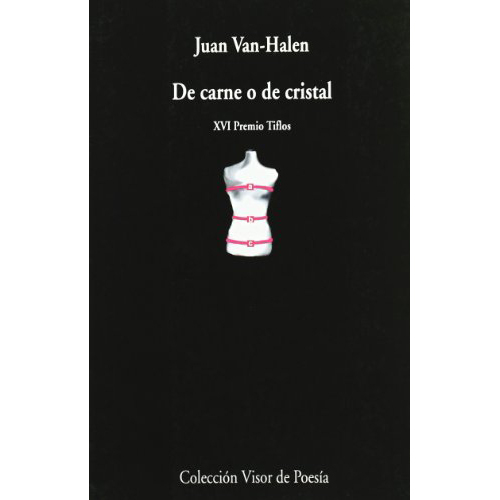 Juan Van-Halen
De carne o de cristal
XVI Premio Tiflos
a
b
c
Colección Visor de Poesía